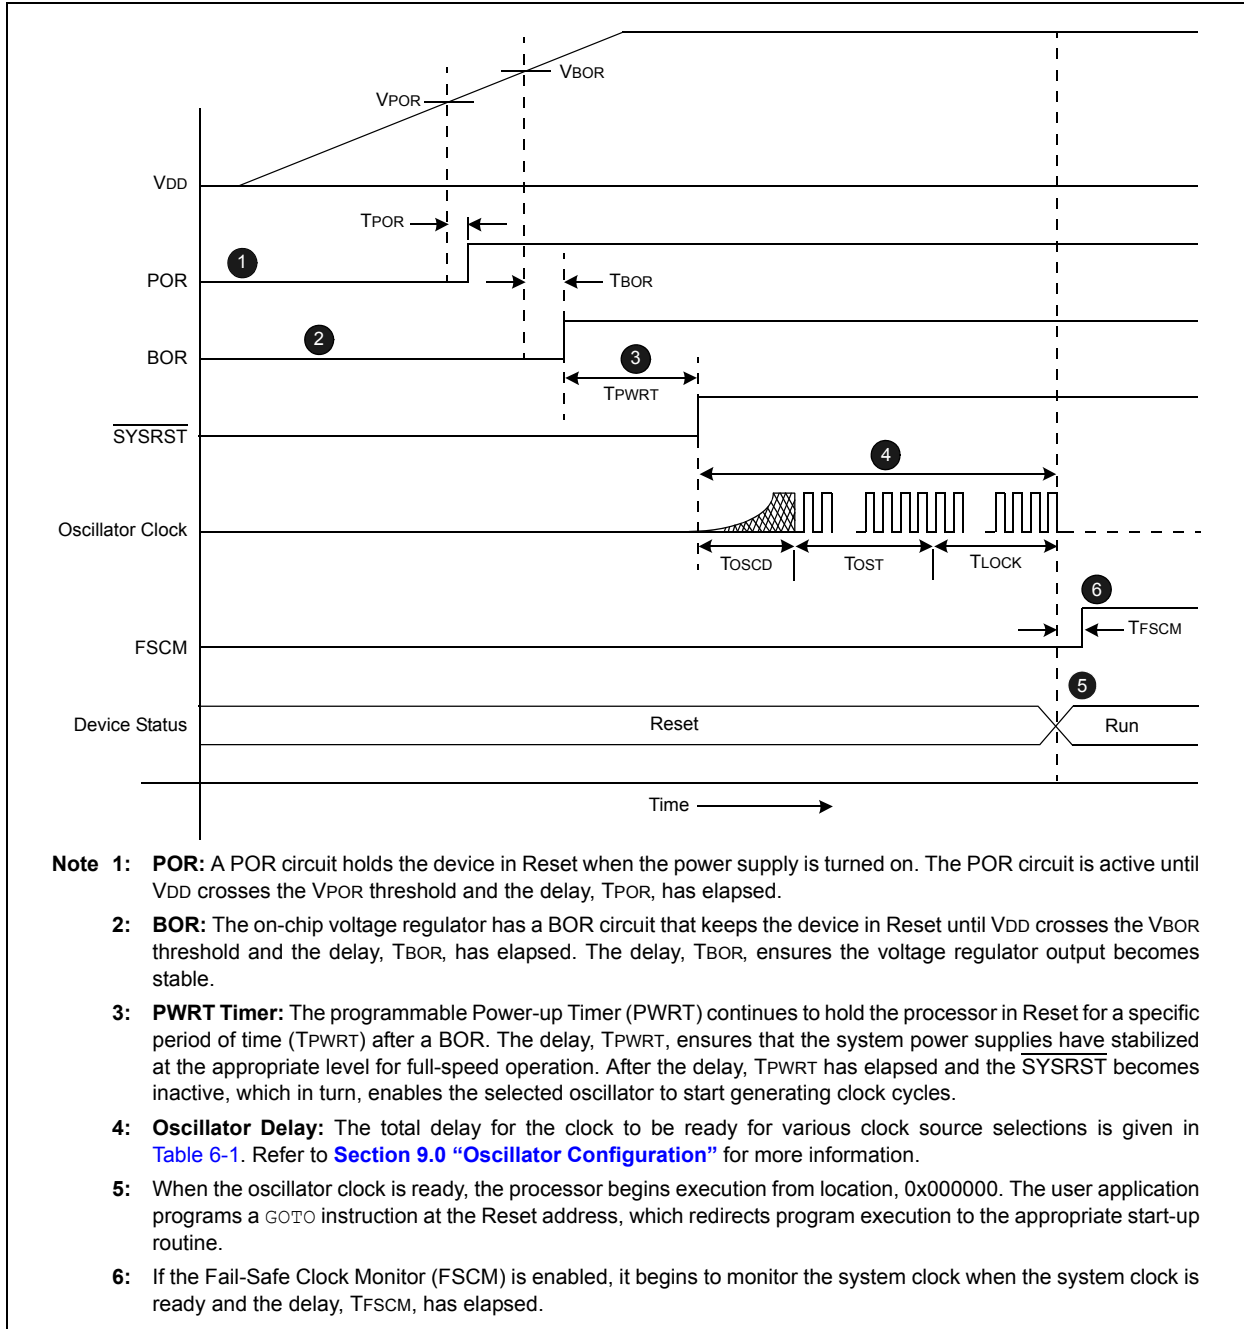 VBOR
VPOR
VDD
TPOR
1
POR
TBOR
2
BOR
3
TPWRT
SYSRST
4
Oscillator Clock
TOSCD TOST TLOCK
6
TFSCM
FSCM
5
Device Status Reset Run
Time
Note 1: POR: A POR circuit holds the device in Reset when the power supply is turned on. The POR circuit is active until
VDD crosses the VPOR threshold and the delay, TPOR, has elapsed.
2: BOR: The on-chip voltage regulator has a BOR circuit that keeps the device in Reset until VDD crosses the VBOR
threshold and the delay, TBOR, has elapsed. The delay, TBOR, ensures the voltage regulator output becomes
stable.
3: PWRT Timer: The programmable Power-up Timer (PWRT) continues to hold the processor in Reset for a specific
period of time (TPWRT) after a BOR. The delay, TPWRT, ensures that the system power supplies have stabilized
at the appropriate level for full-speed operation. After the delay, TPWRT has elapsed and the SYSRST becomes
inactive, which in turn, enables the selected oscillator to start generating clock cycles.
4: Oscillator Delay: The total delay for the clock to be ready for various clock source selections is given in
Table 6-1. Refer to Section 9.0 “Oscillator Configuration” for more information.
5: When the oscillator clock is ready, the processor begins execution from location, 0x000000. The user application
programs a GOTO instruction at the Reset address, which redirects program execution to the appropriate start-up
routine.
6: If the Fail-Safe Clock Monitor (FSCM) is enabled, it begins to monitor the system clock when the system clock is
ready and the delay, TFSCM, has elapsed.